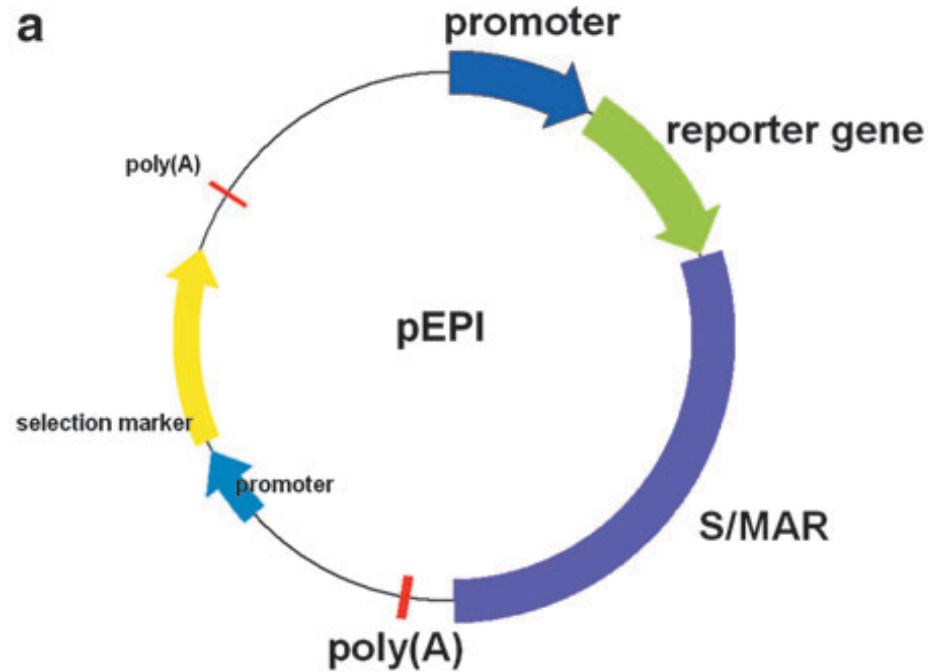 a
promoter
reporter gene
poly(A)
pEPI
selection marker
promoter
S/MAR
poly(A)